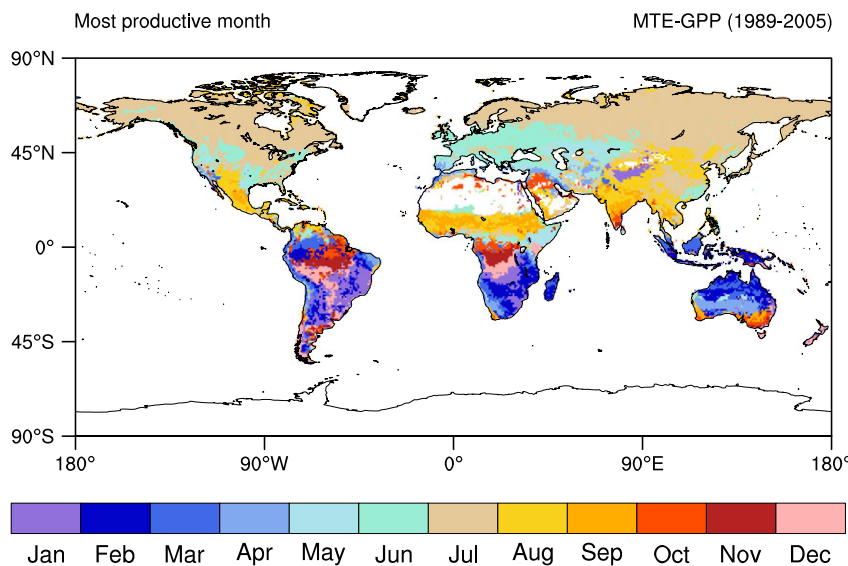 Most productive month MTE-GPP (1989-2005)
90°N
45°N
0°
45°S
90°S
180° 90°W 0° 90°E 180°
Jan Feb Mar Apr May Jun Jul Aug Sep Oct Nov Dec